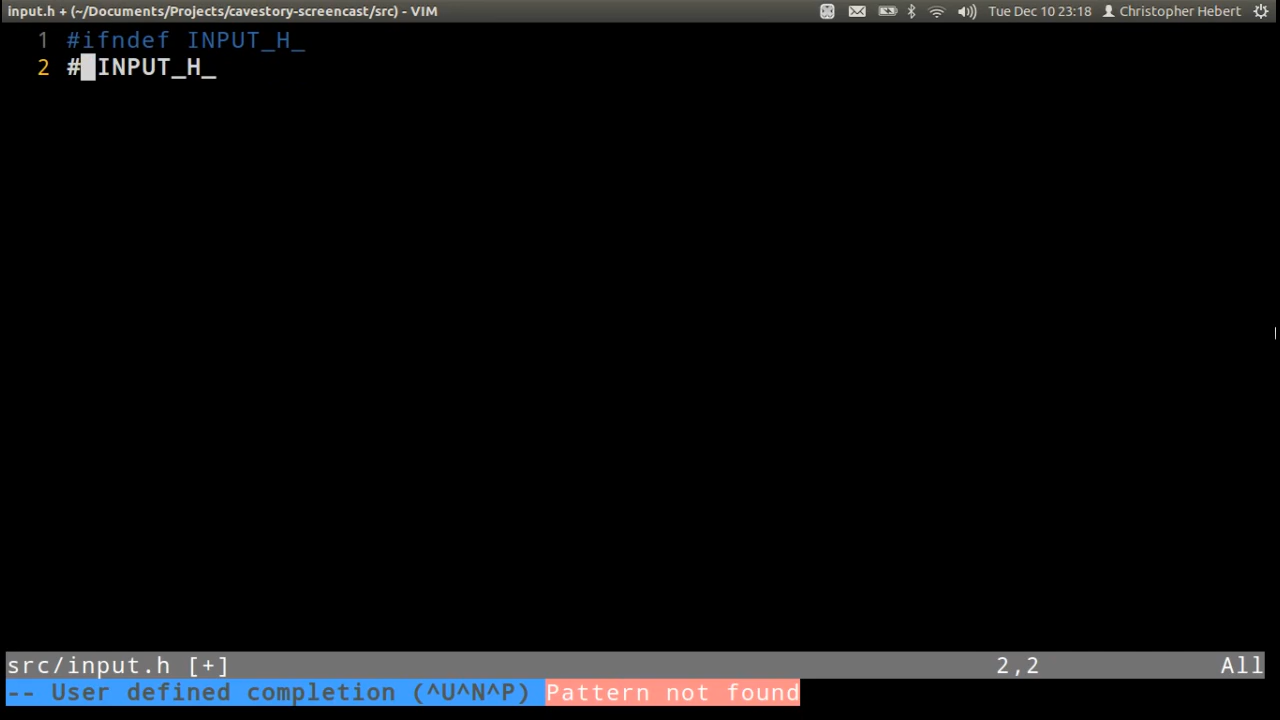 input.h + (~/Documents/Projects/cavestory-screencast/src) - VIM Tue Dec 10 23:18 Christopher Hebert
1 #ifndef INPUT_H_
2 # INPUT_H_
src/input.h [+] 2,2 All
-- User defined completion (^U^N^P) Pattern not found